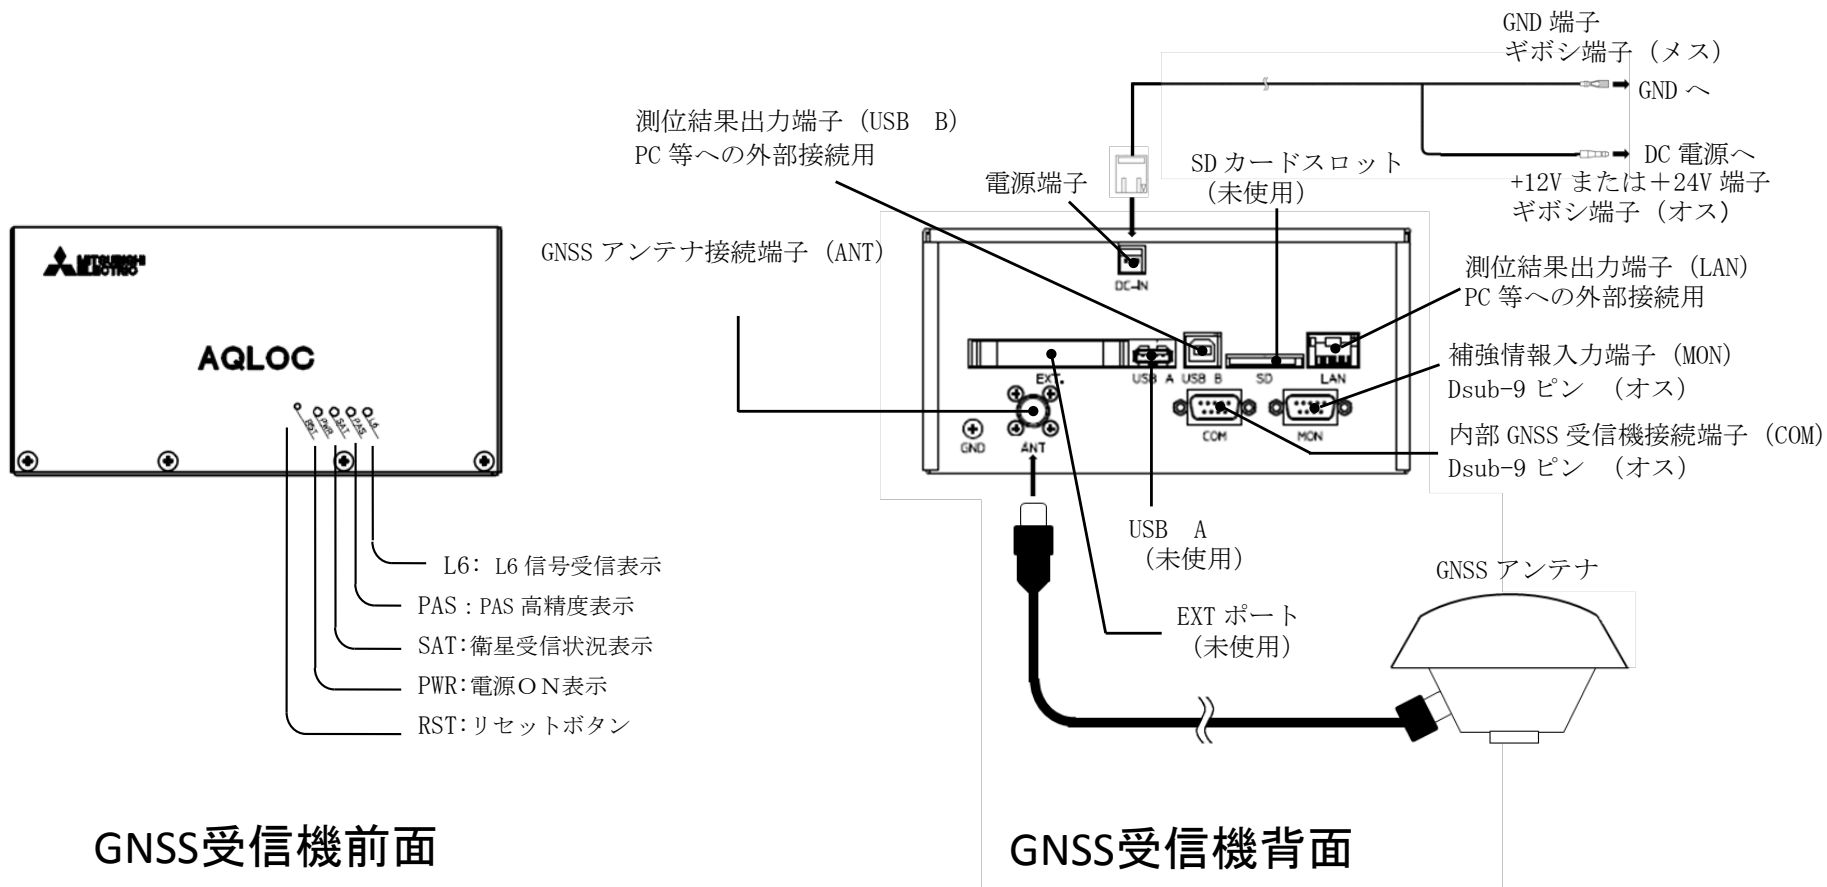 GND 端子
ギボシ端子（メス）
GND へ
DC 電源へ
+12V または＋24V 端子
ギボシ端子（オス）
測位結果出力端子（USB　B）
PC 等への外部接続用
電源端子
SD カードスロット
（未使用）
GNSS アンテナ接続端子（ANT）
測位結果出力端子（LAN）
PC 等への外部接続用
補強情報入力端子（MON）
Dsub-9 ピン　（オス）
内部 GNSS 受信機接続端子（COM）
Dsub-9 ピン　（オス）
MITSUBISHI
ELECTRIC
AQLOC
RST
PWR
SAT
PAS
L6
DC-IN
EXT.
USB A
USB B
SD
LAN
GND
ANT
COM
MON
L6： L6 信号受信表示
PAS：PAS 高精度表示
SAT：衛星受信状況表示
PWR：電源ＯＮ表示
RST：リセットボタン
USB　A
（未使用）
EXT ポート
（未使用）
GNSS アンテナ
GNSS受信機前面
GNSS受信機背面